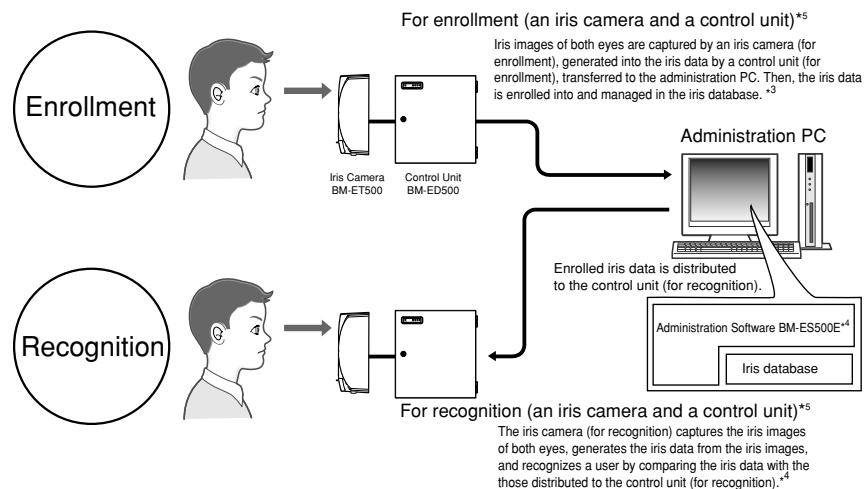 For enrollment (an iris camera and a control unit)*5
Iris images of both eyes are captured by an iris camera (for
enrollment), generated into the iris data by a control unit (for
enrollment), transferred to the administration PC. Then, the iris data
is enrolled into and managed in the iris database. *3
Enrollment
Administration PC
Iris Camera
BM-ET500
Control Unit
BM-ED500
Enrolled iris data is distributed
to the control unit (for recognition).
Administration Software BM-ES500E*4
Iris database
Recognition
For recognition (an iris camera and a control unit)*5
The iris camera (for recognition) captures the iris images
of both eyes, generates the iris data from the iris images,
and recognizes a user by comparing the iris data with the
those distributed to the control unit (for recognition).*4